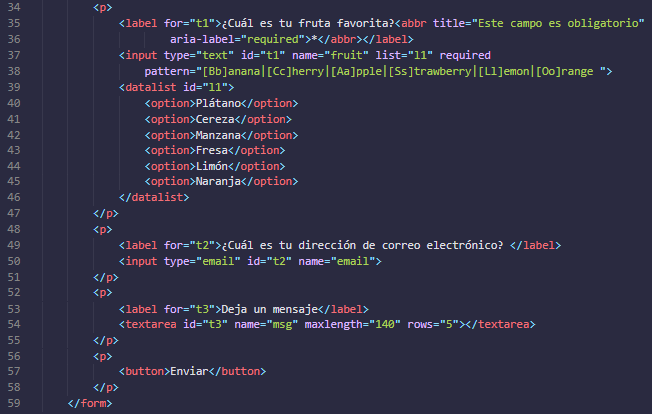 34 <p>
35 <label for="t1">¿Cuál es tu fruta favorita?<abbr title="Este campo es obligatorio"
36 aria-label="required">*</abbr></label>
37 <input type="text" id="t1" name="fruit" list="l1" required
38 pattern="[Bb]anana|[Cc]herry|[Aa]pple|[Ss]trawberry|[Ll]emon|[Oo]range ">
39 <datalist id="l1">
40 <option>Plátano</option>
41 <option>Cereza</option>
42 <option>Manzana</option>
43 <option>Fresa</option>
44 <option>Limón</option>
45 <option>Naranja</option>
46 </datalist>
47 </p>
48 <p>
49 <label for="t2">¿Cuál es tu dirección de correo electrónico? </label>
50 <input type="email" id="t2" name="email">
51 </p>
52 <p>
53 <label for="t3">Deja un mensaje</label>
54 <textarea id="t3" name="msg" maxlength="140" rows="5"></textarea>
55 </p>
56 <p>
57 <button>Enviar</button>
58 </p>
59 </form>